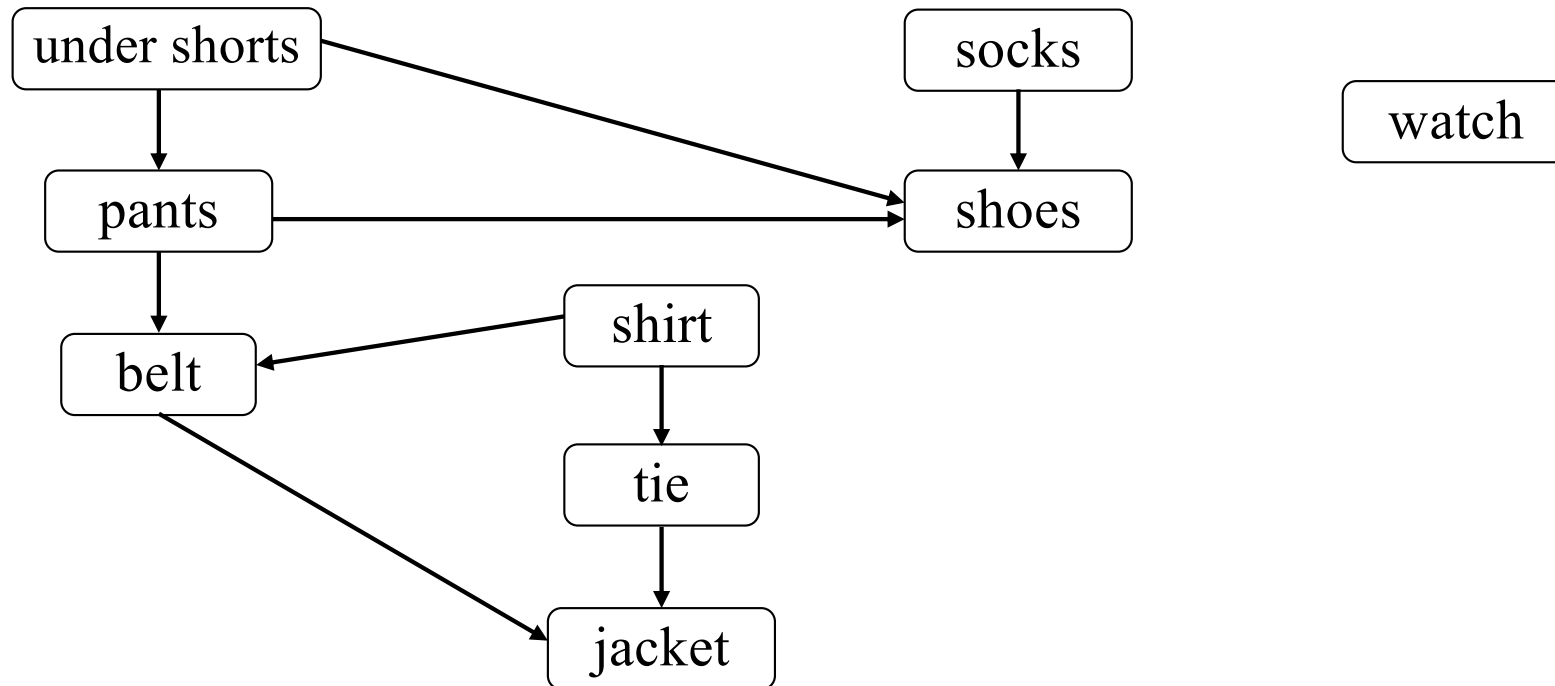 under shorts
socks
watch
pants
shoes
shirt
belt
tie
jacket